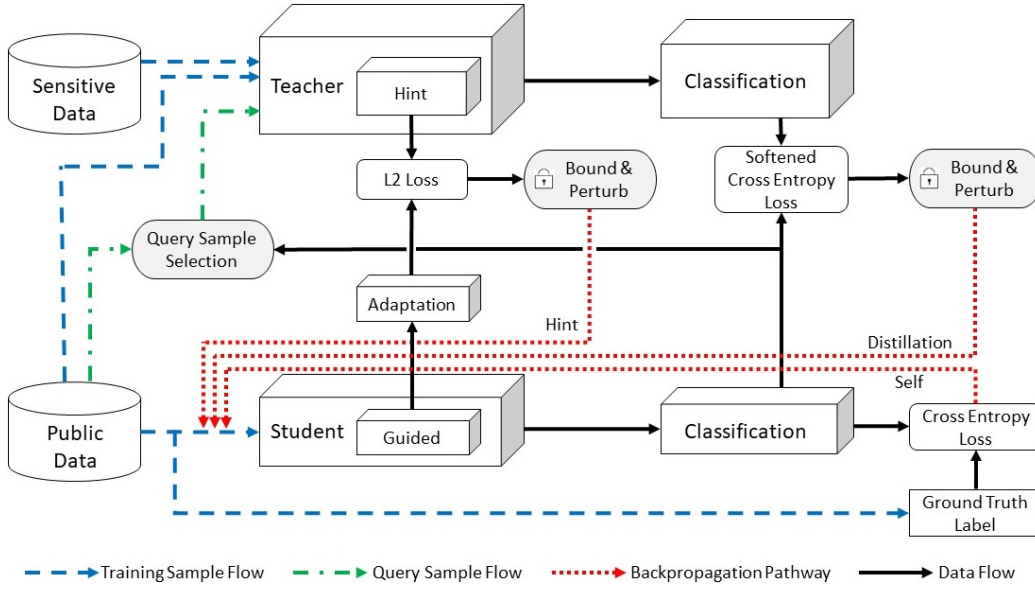 Sensitive
Data
Teacher
Hint
Classification
L2 Loss
Bound &
Perturb
Softened
Cross Entropy
Loss
Bound &
Perturb
Query Sample
Selection
Adaptation
Hint
Distillation
Self
Public
Data
Student
Guided
Classification
Cross Entropy
Loss
Ground Truth
Label
Training Sample Flow
Query Sample Flow
Backpropagation Pathway
Data Flow